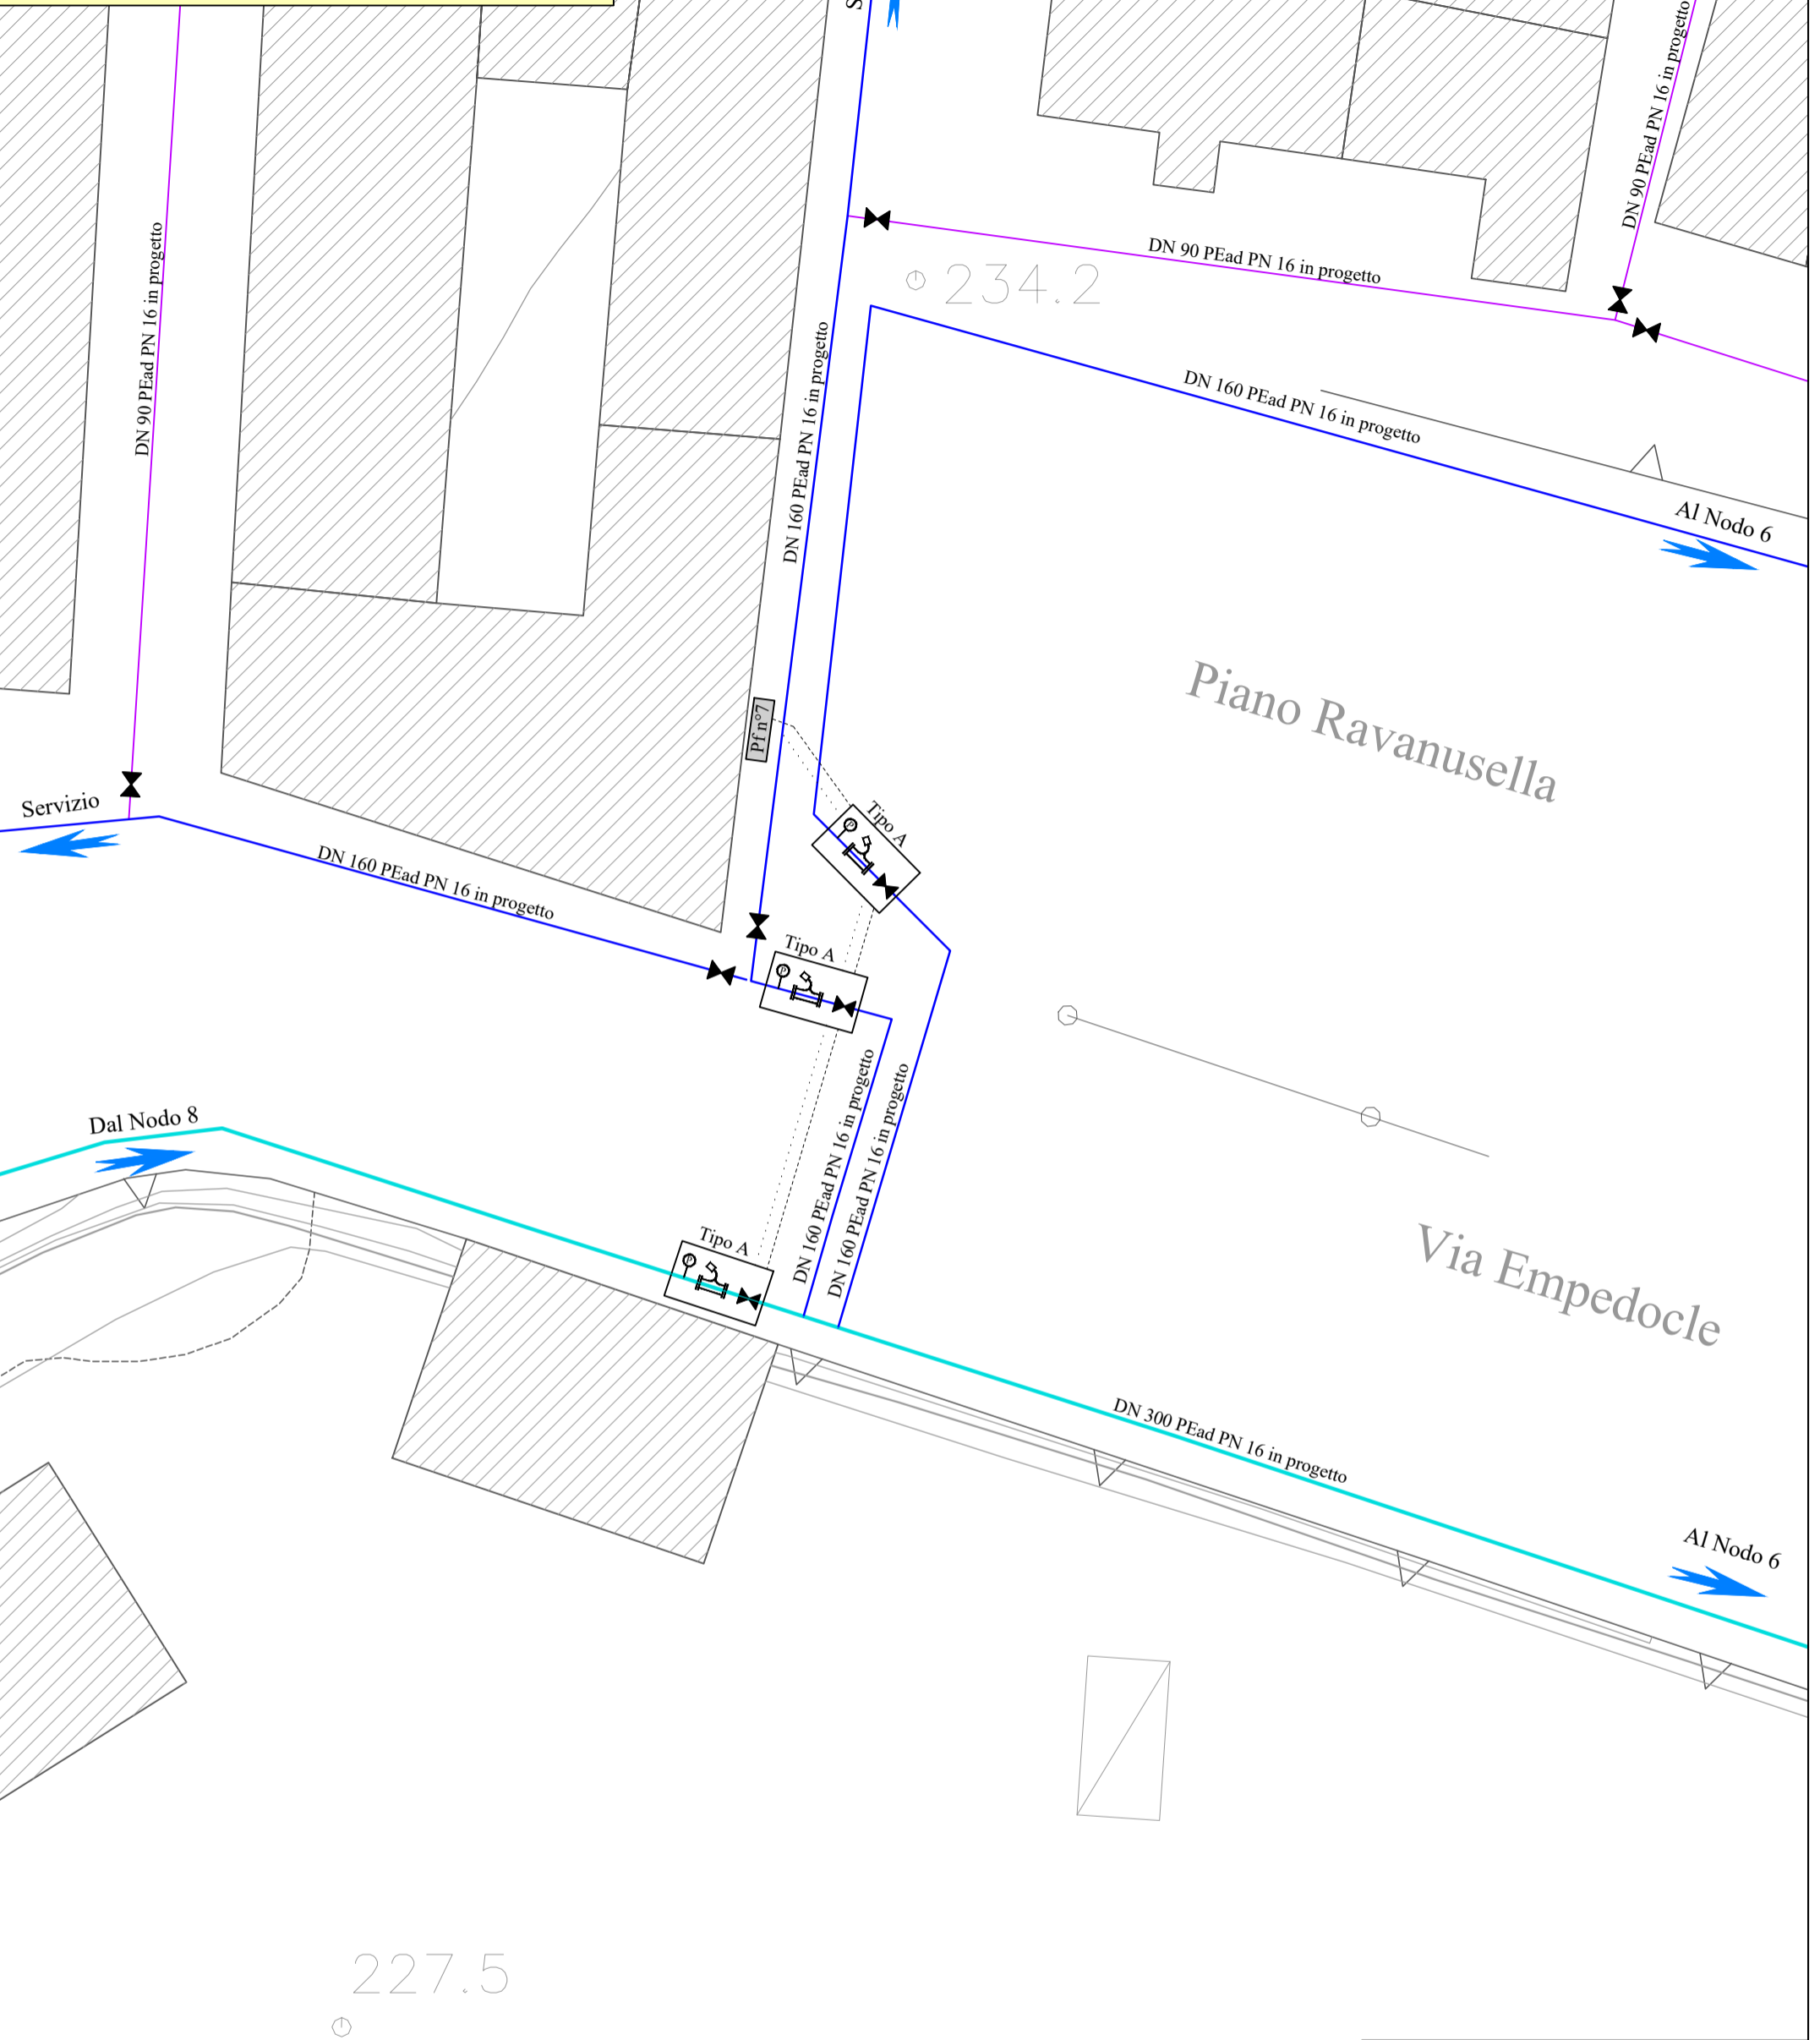 S
DN 90 PEad PN 16 in progetto
DN 90 PEad PN 16 in progetto
DN 90 PEad PN 16 in progetto
234.2
DN 160 PEad PN 16 in progetto
DN 160 PEad PN 16 in progetto
Al Nodo 6
Piano Ravanusella
Pf n°7
Servizio
Tipo A
P
DN 160 PEad PN 16 in progetto
Tipo A
P
DN 160 PEad PN 16 in progetto
DN 160 PEad PN 16 in progetto
Dal Nodo 8
Tipo A
P
Via Empedocle
DN 300 PEad PN 16 in progetto
Al Nodo 6
227.5